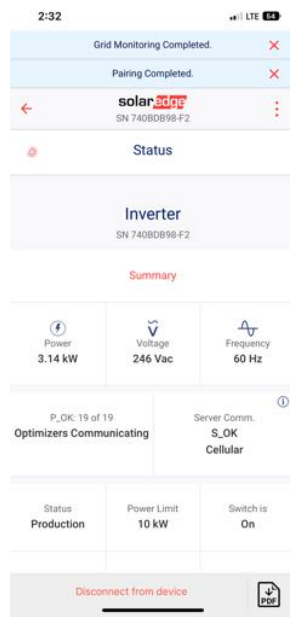 2:32 LTE 54
Grid Monitoring Completed.
Pairing Completed.
solaredge
SN 740BDB98-F2
Status
Inverter
SN 740BDB98-F2
Summary
Power Voltage Frequency
3.14 kW 246 Vac 60 Hz
P_OK: 19 of 19 Server Comm.
Optimizers Communicating S_OK
Cellular
Status Power Limit Switch is
Production 10 kW On
Disconnect from device PDF